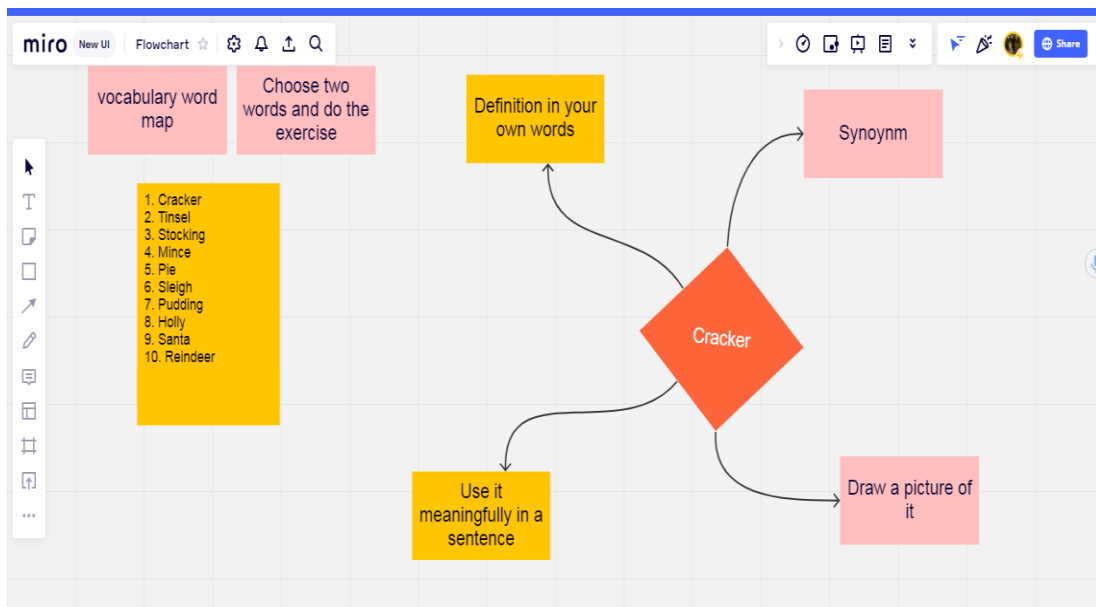 miro
New UI
Flowchart
Share
vocabulary word
map
Choose two
words and do the
exercise
Definition in your
own words
Synoynm
1. Cracker
2. Tinsel
3. Stocking
4. Mince
5. Pie
6. Sleigh
7. Pudding
8. Holly
9. Santa
10. Reindeer
Cracker
Use it
meaningfully in a
sentence
Draw a picture of
it